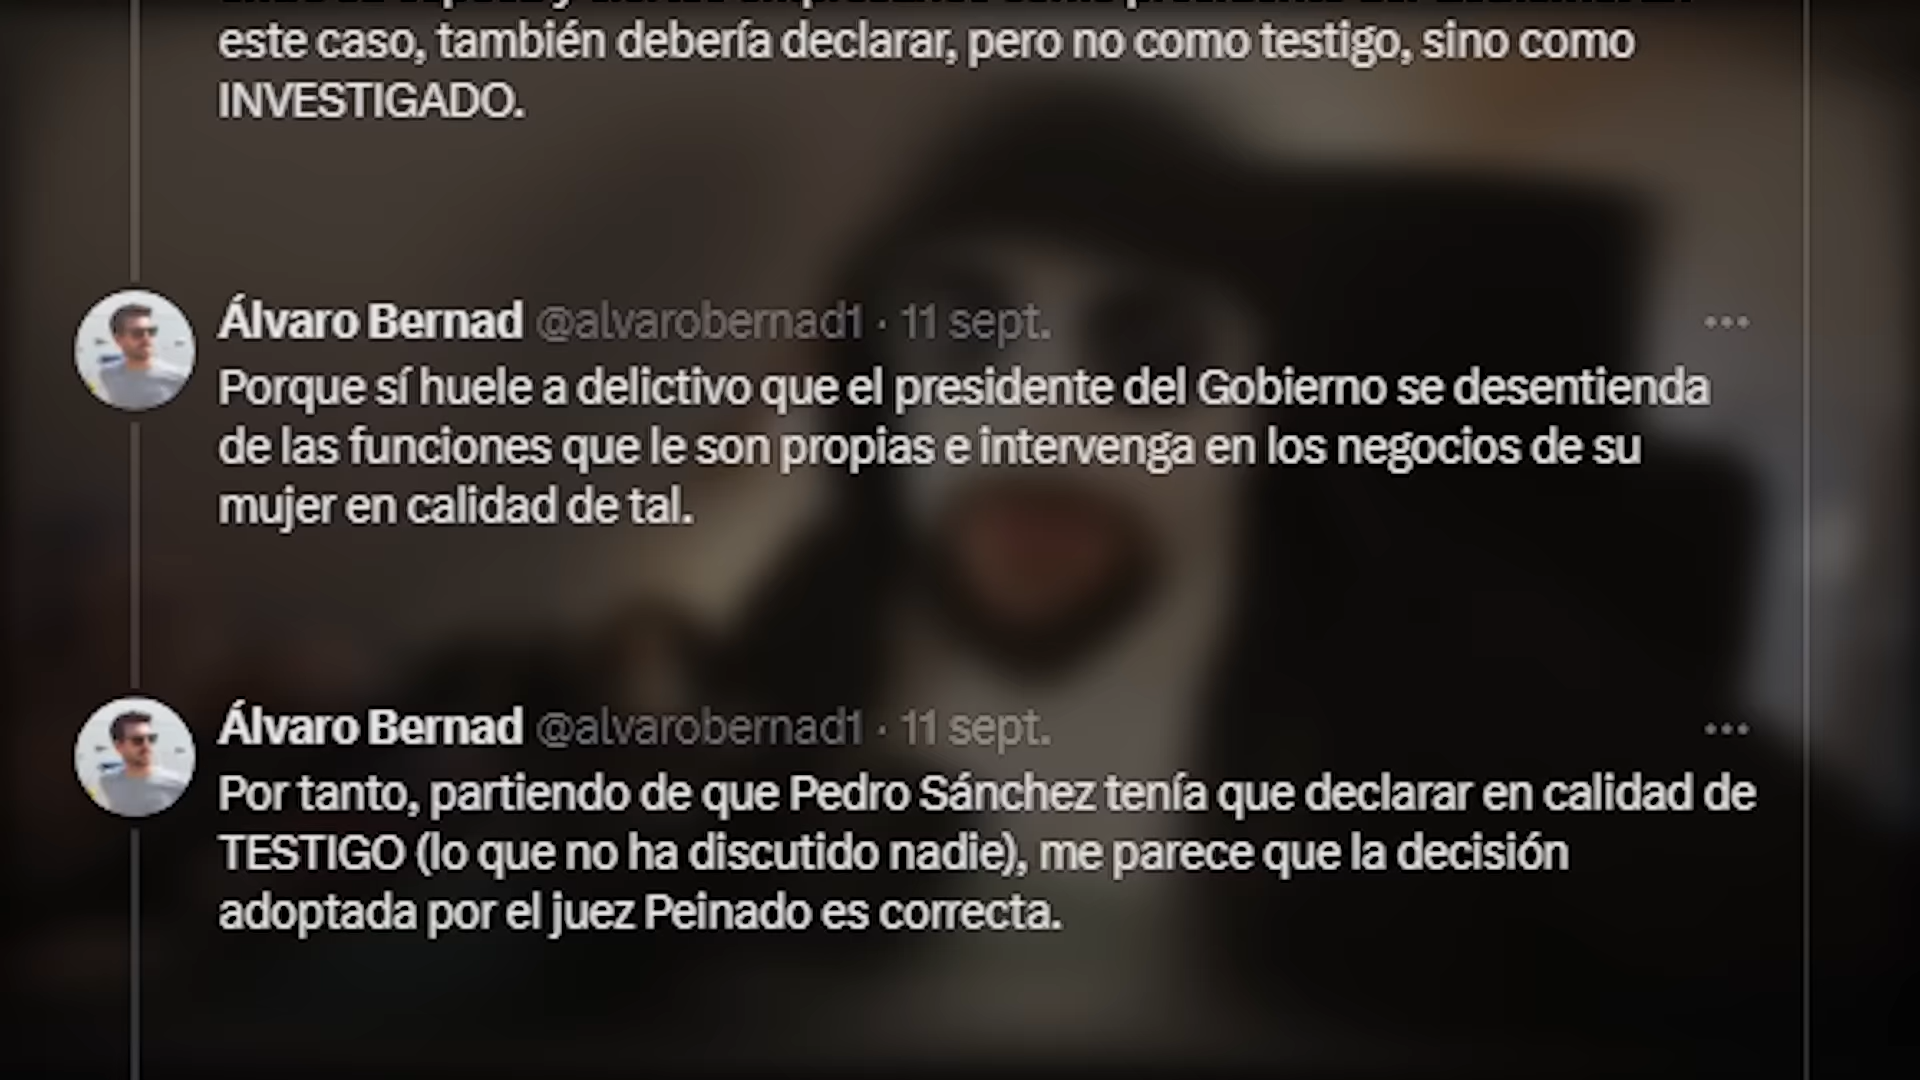 este caso, también debería declarar, pero no como testigo, sino como
INVESTIGADO.
Álvaro Bernad @alvarobernad1 · 11 sept.
Porque sí huele a delictivo que el presidente del Gobierno se desentienda
de las funciones que le son propias e intervenga en los negocios de su
mujer en calidad de tal.
Álvaro Bernad @alvarobernad1 · 11 sept.
Por tanto, partiendo de que Pedro Sánchez tenía que declarar en calidad de
TESTIGO (lo que no ha discutido nadie), me parece que la decisión
adoptada por el juez Peinado es correcta.